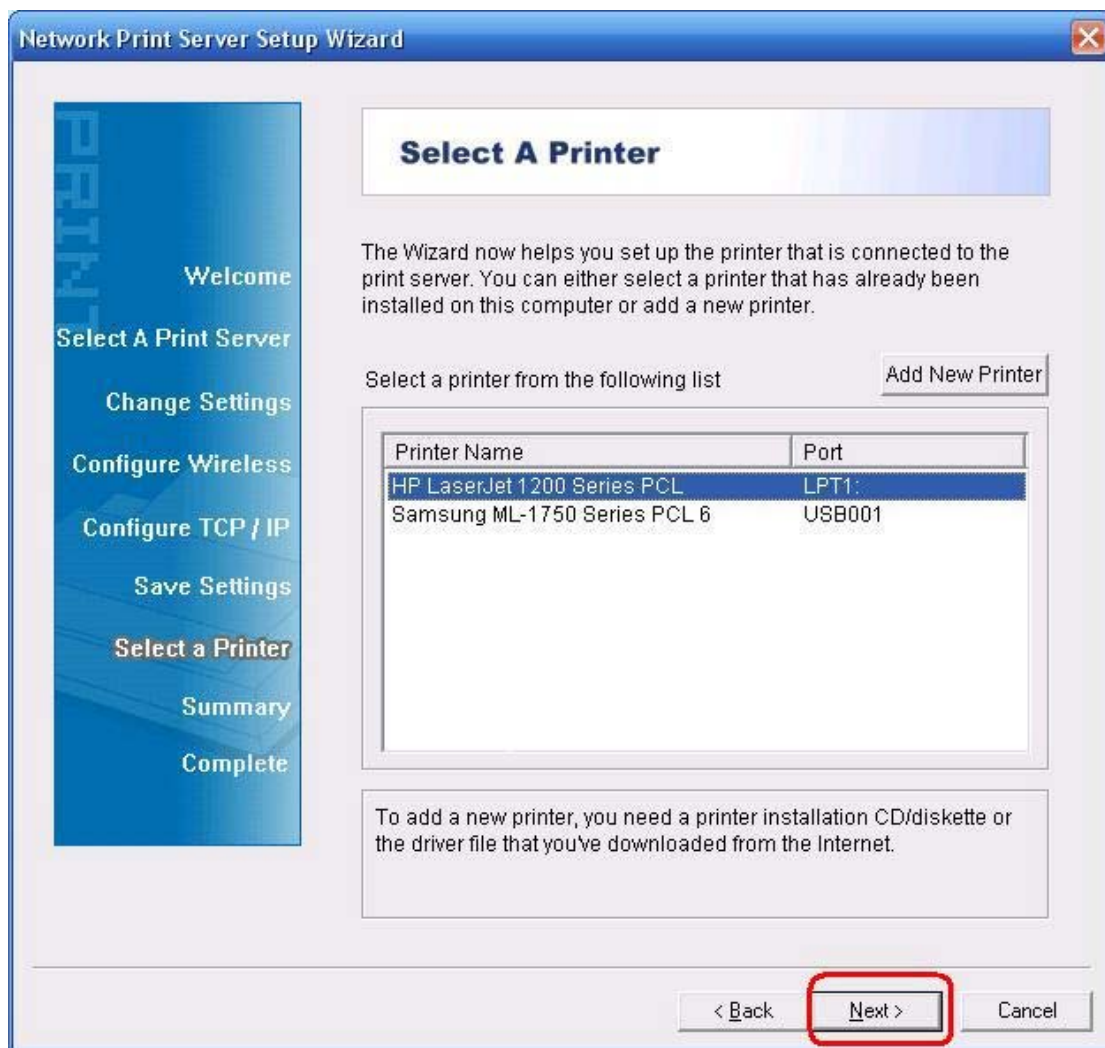 Network Print Server Setup Wizard
PRINT
Welcome
Select A Print Server
Change Settings
Configure Wireless
Configure TCP / IP
Save Settings
Select a Printer
Summary
Complete
Select A Printer
The Wizard now helps you set up the printer that is connected to the
print server. You can either select a printer that has already been
installed on this computer or add a new printer.
Select a printer from the following list
Add New Printer
Printer Name Port
HP LaserJet 1200 Series PCL LPT1:
Samsung ML-1750 Series PCL 6 USB001
To add a new printer, you need a printer installation CD/diskette or
the driver file that you've downloaded from the Internet.
< Back Next > Cancel